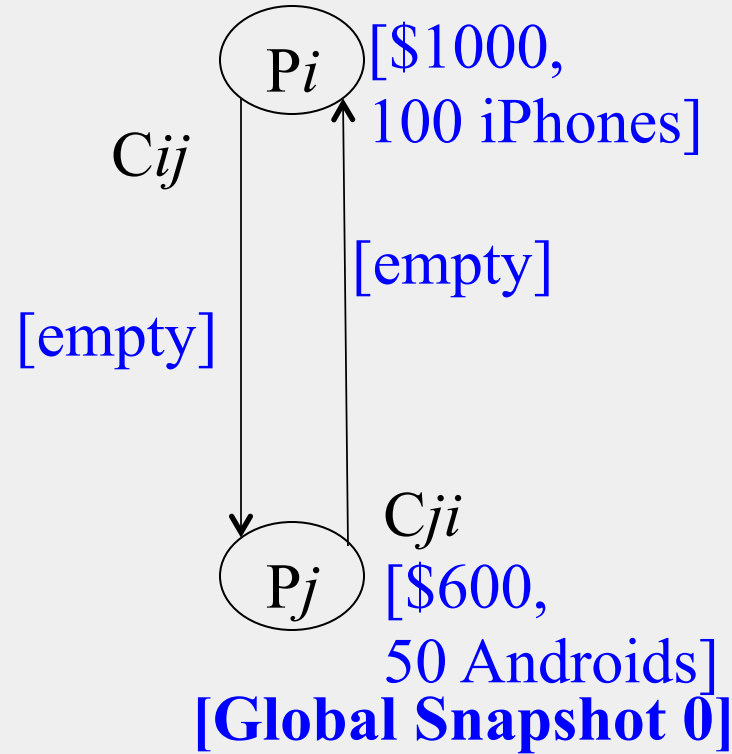 Pi
[$1000,
100 iPhones]
Cij
[empty]
[empty]
Cji
Pj
[$600,
50 Androids]
[Global Snapshot 0]